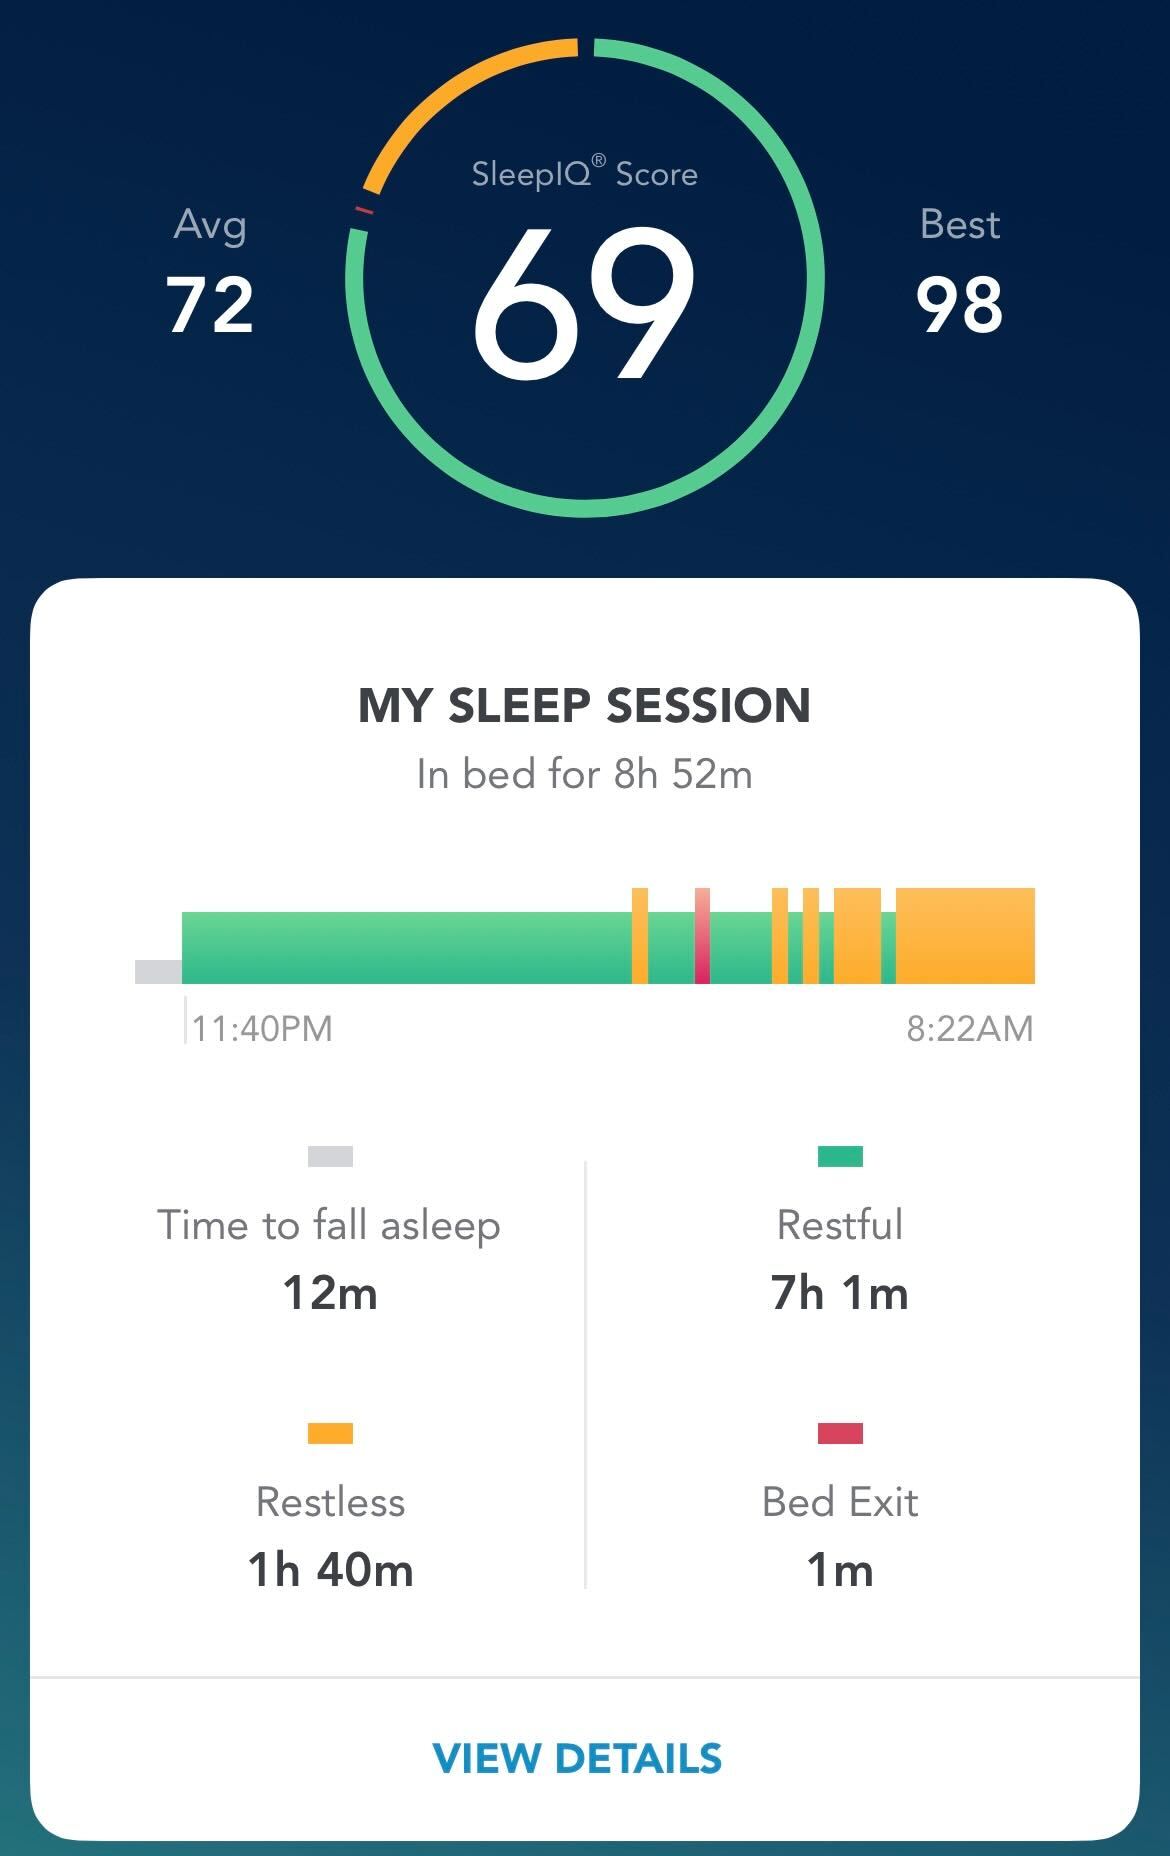 SleepIQ® Score
Avg
72
69
Best
98
MY SLEEP SESSION
In bed for 8h 52m
11:40PM
8:22AM
Time to fall asleep
12m
Restful
7h 1m
Restless
1h 40m
Bed Exit
1m
VIEW DETAILS